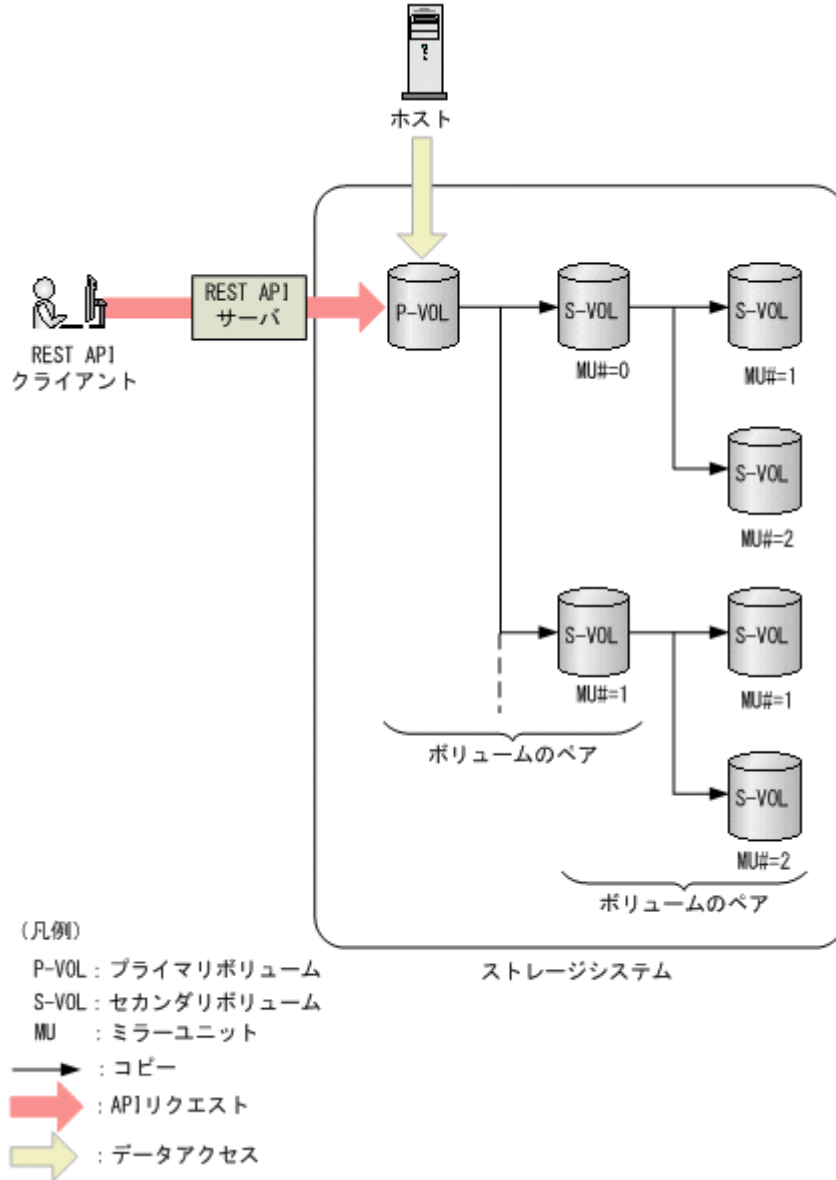 ホスト
REST API
サーバ
REST API
クライアント
P-VOL
S-VOL
MU#=0
S-VOL
MU#=1
S-VOL
MU#=2
S-VOL
MU#=1
S-VOL
MU#=1
S-VOL
MU#=2
ボリュームのペア
ボリュームのペア
ストレージシステム
(凡例)
P-VOL：プライマリボリューム
S-VOL：セカンダリボリューム
MU ：ミラーユニット
：コピー
：APIリクエスト
：データアクセス